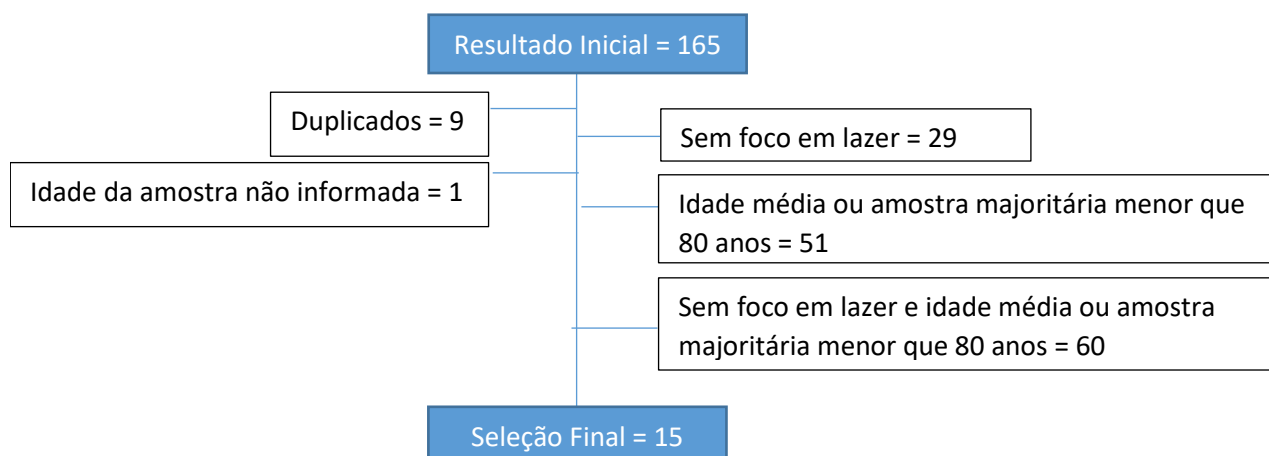 Resultado Inicial = 165
Duplicados = 9
Sem foco em lazer = 29
Idade da amostra não informada = 1
Idade média ou amostra majoritária menor que
80 anos = 51
Sem foco em lazer e idade média ou amostra
majoritária menor que 80 anos = 60
Seleção Final = 15